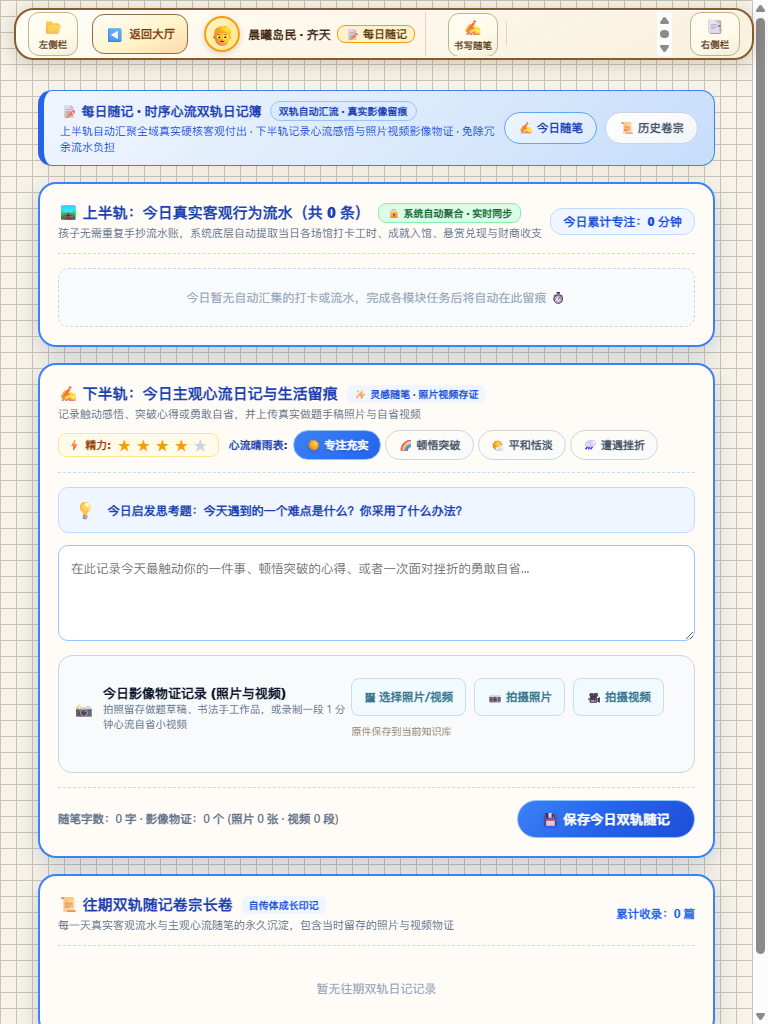 左侧栏
返回大厅
晨曦岛民 · 齐天
每日随记
书写随笔
右侧栏
每日随记 · 时序心流双轨日记簿
双轨自动汇流 · 真实影像留痕
上半轨自动汇聚全域真实硬核客观付出 · 下半轨记录心流感悟与照片视频影像物证 · 免除冗
余流水负担
今日随笔
历史卷宗
上半轨：今日真实客观行为流水（共 0 条）
系统自动聚合 · 实时同步
孩子无需重复手抄流水账，系统底层自动提取当日各场馆打卡工时、成就入馆、悬赏兑现与财商收支
今日累计专注：0 分钟
今日暂无自动汇集的打卡或流水，完成各模块任务后将自动在此留痕
下半轨：今日主观心流日记与生活留痕
灵感随笔 · 照片视频存证
记录触动感悟、突破心得或勇敢自省，并上传真实做题手稿照片与自省视频
精力:
心流晴雨表:
专注充实
顿悟突破
平和恬淡
遭遇挫折
今日启发思考题：今天遇到的一个难点是什么？你采用了什么办法？
在此记录今天最触动你的一件事、顿悟突破的心得、或者一次面对挫折的勇敢自省...
今日影像物证记录 (照片与视频)
拍照留存做题草稿、书法手工作品，或录制一段 1 分
钟心流自省小视频
选择照片/视频
拍摄照片
拍摄视频
原件保存到当前知识库
随笔字数：0 字 · 影像物证：0 个 (照片 0 张 · 视频 0 段)
保存今日双轨随记
往期双轨随记卷宗长卷
自传体成长印记
每一天真实客观流水与主观心流随笔的永久沉淀，包含当时留存的照片与视频物证
累计收录：0 篇
暂无往期双轨日记记录